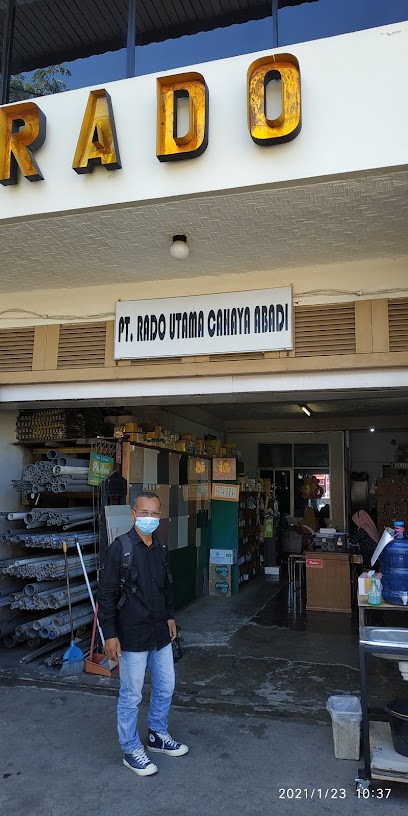 RADO
PT. RADO UTAMA CAHAYA ABADI
2021/1/23 10:37